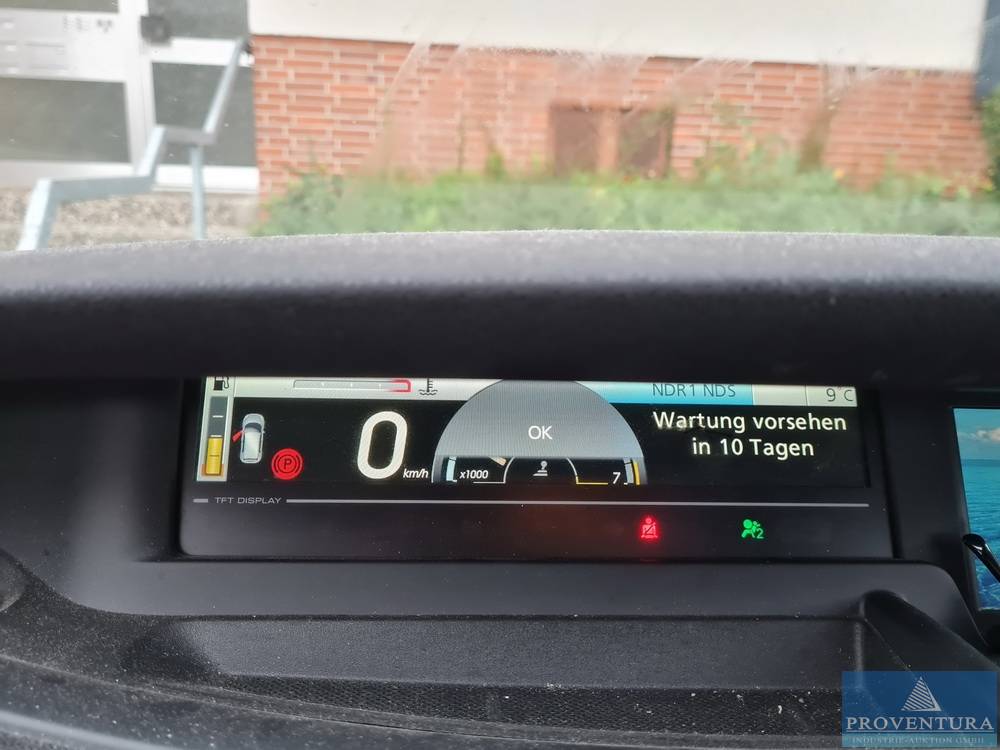 NDR1 NDS
9°C
Wartung vorsehen
in 10 Tagen
OK
0
km/h
x1000
7
P
TFT DISPLAY
2
PROVENTURA
INDUSTRIE-AUKTION GMBH